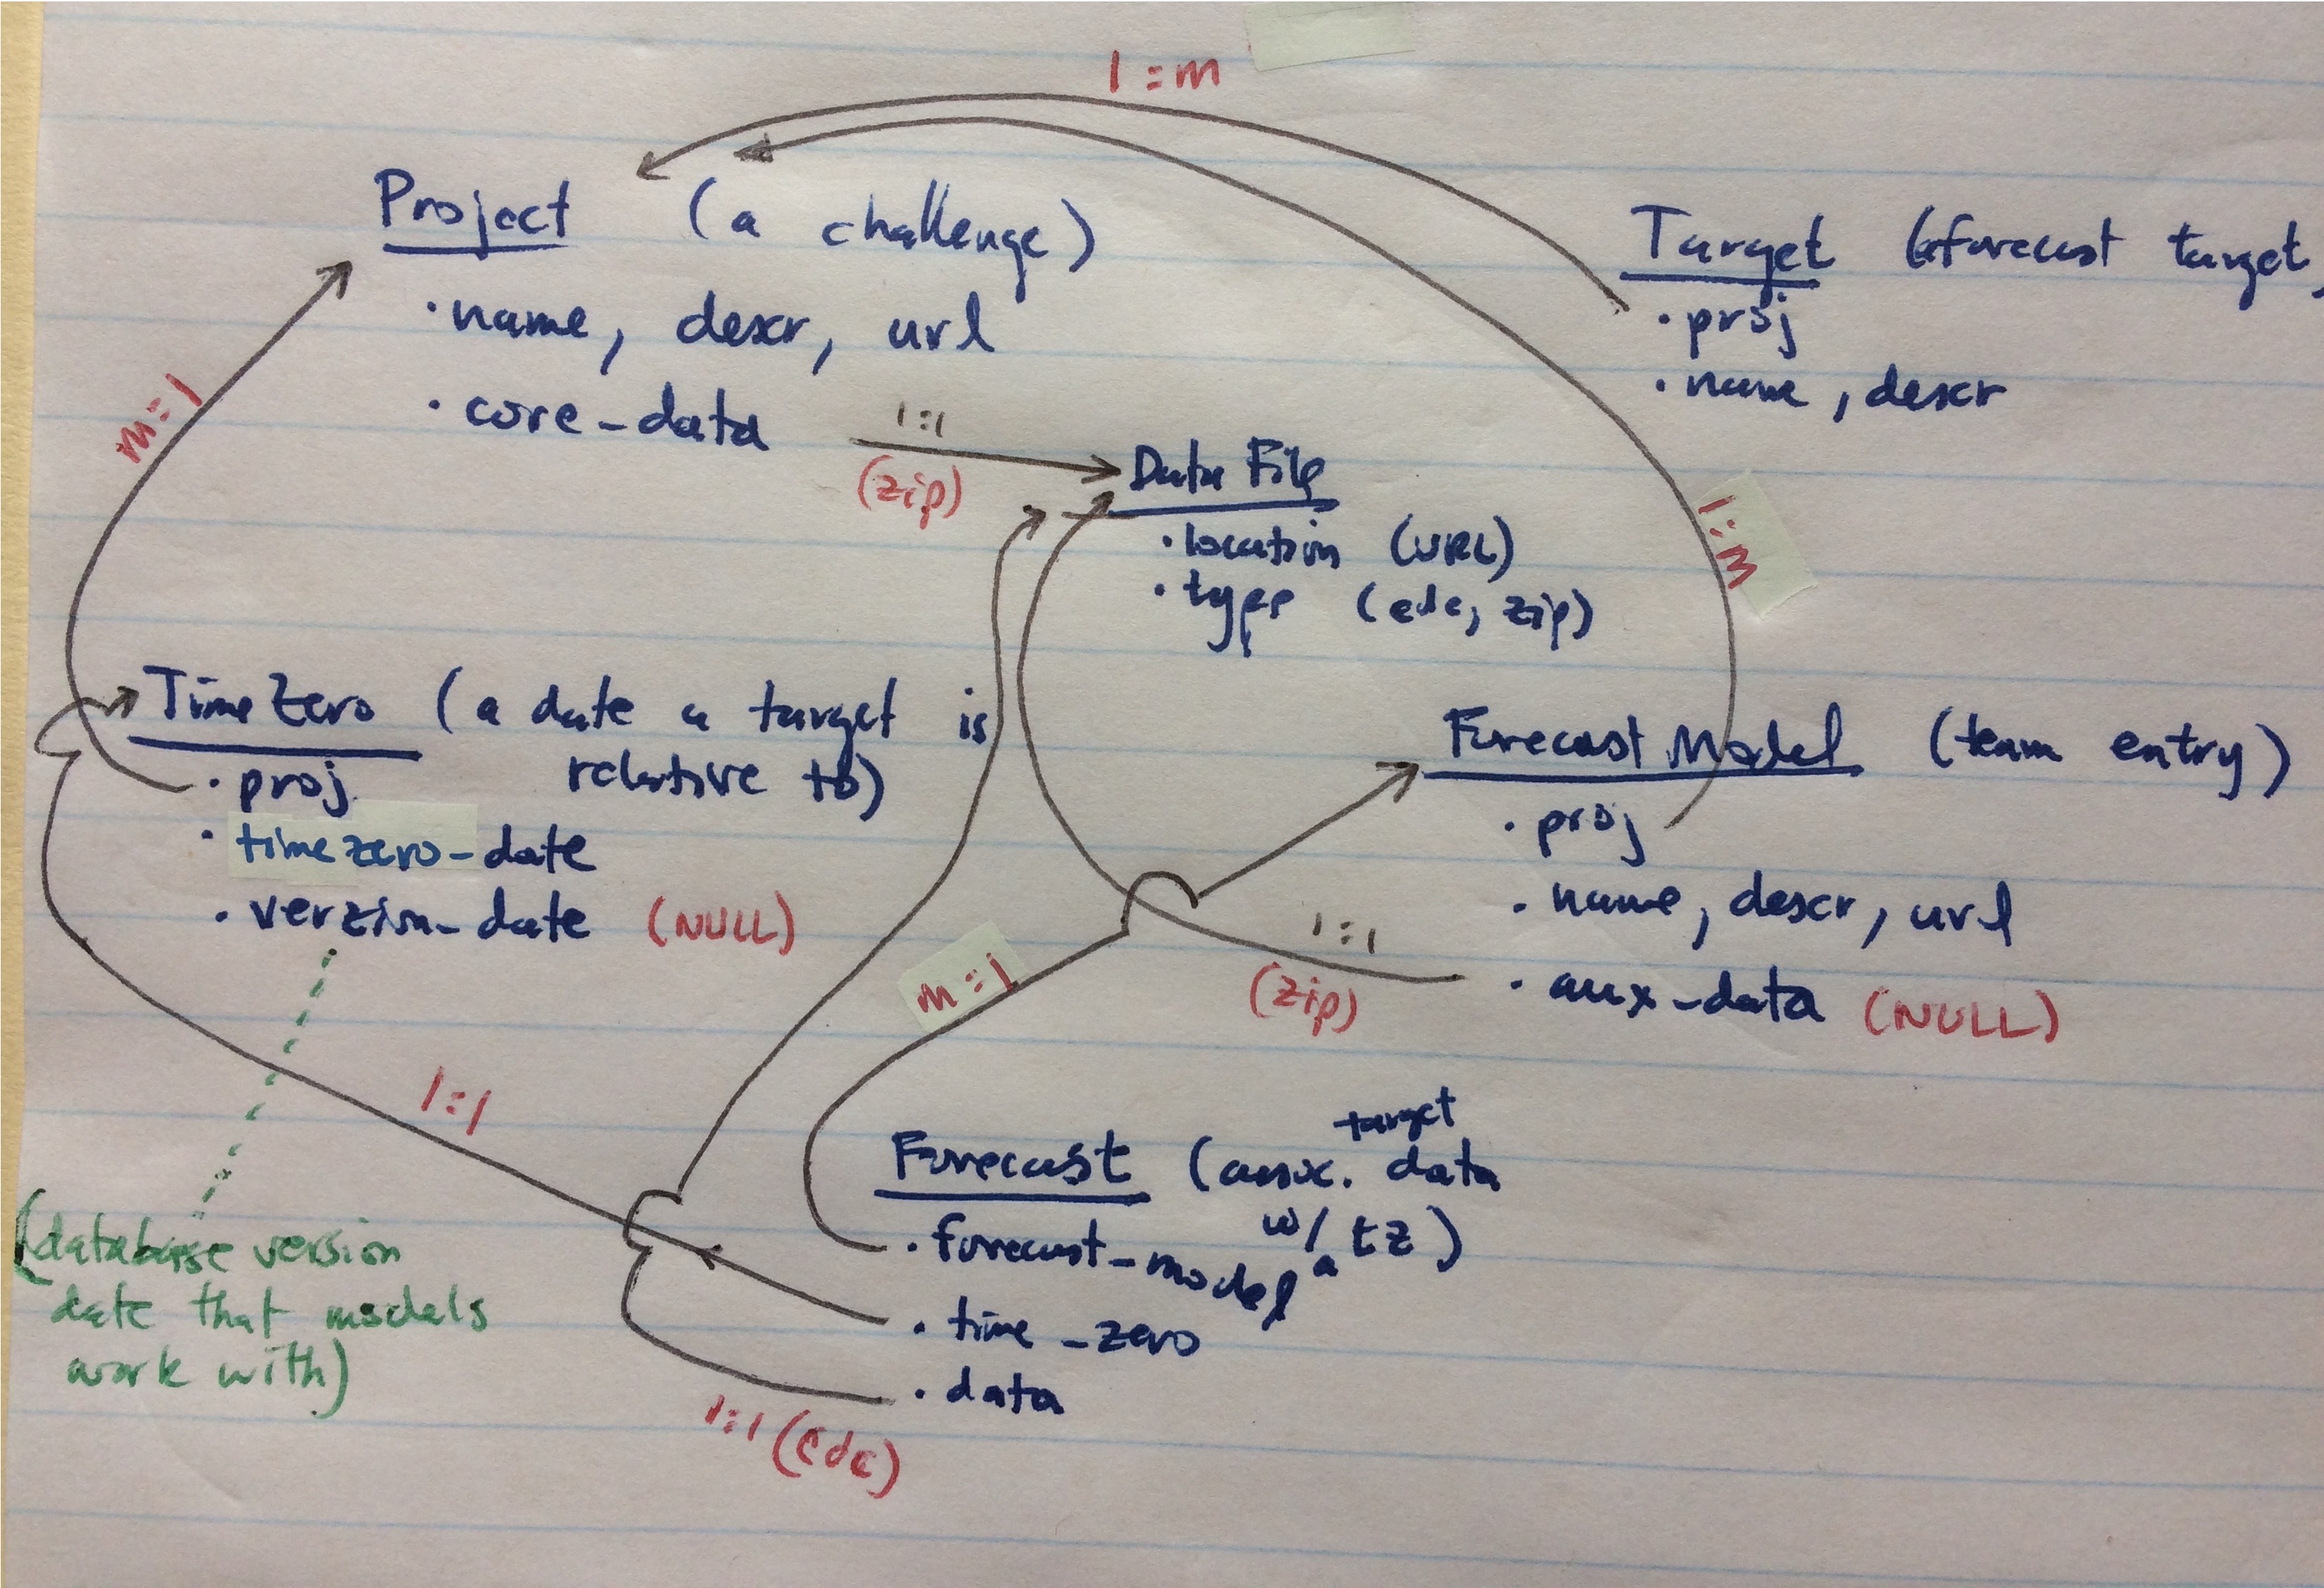 1:m
Project (a challenge)
· name, descr, url
· core-data
1:1
(zip)
Target (a forecast target)
· proj
· name, descr
m:1
Data File
· location (URL)
· type (cdc, zip)
1:m
TimeZero (a date a target is
relative to)
· proj
· timezero-date
· verzion-date (NULL)
Forecast Model (team entry)
· proj
· name, descr, url
· aux-data (NULL)
1:1
(zip)
m:1
1:1
Forecast (assoc. target data
w/ a tz)
· forecast-model
· time-zero
· data
1:1 (cdc)
(database version
date that models
work with)